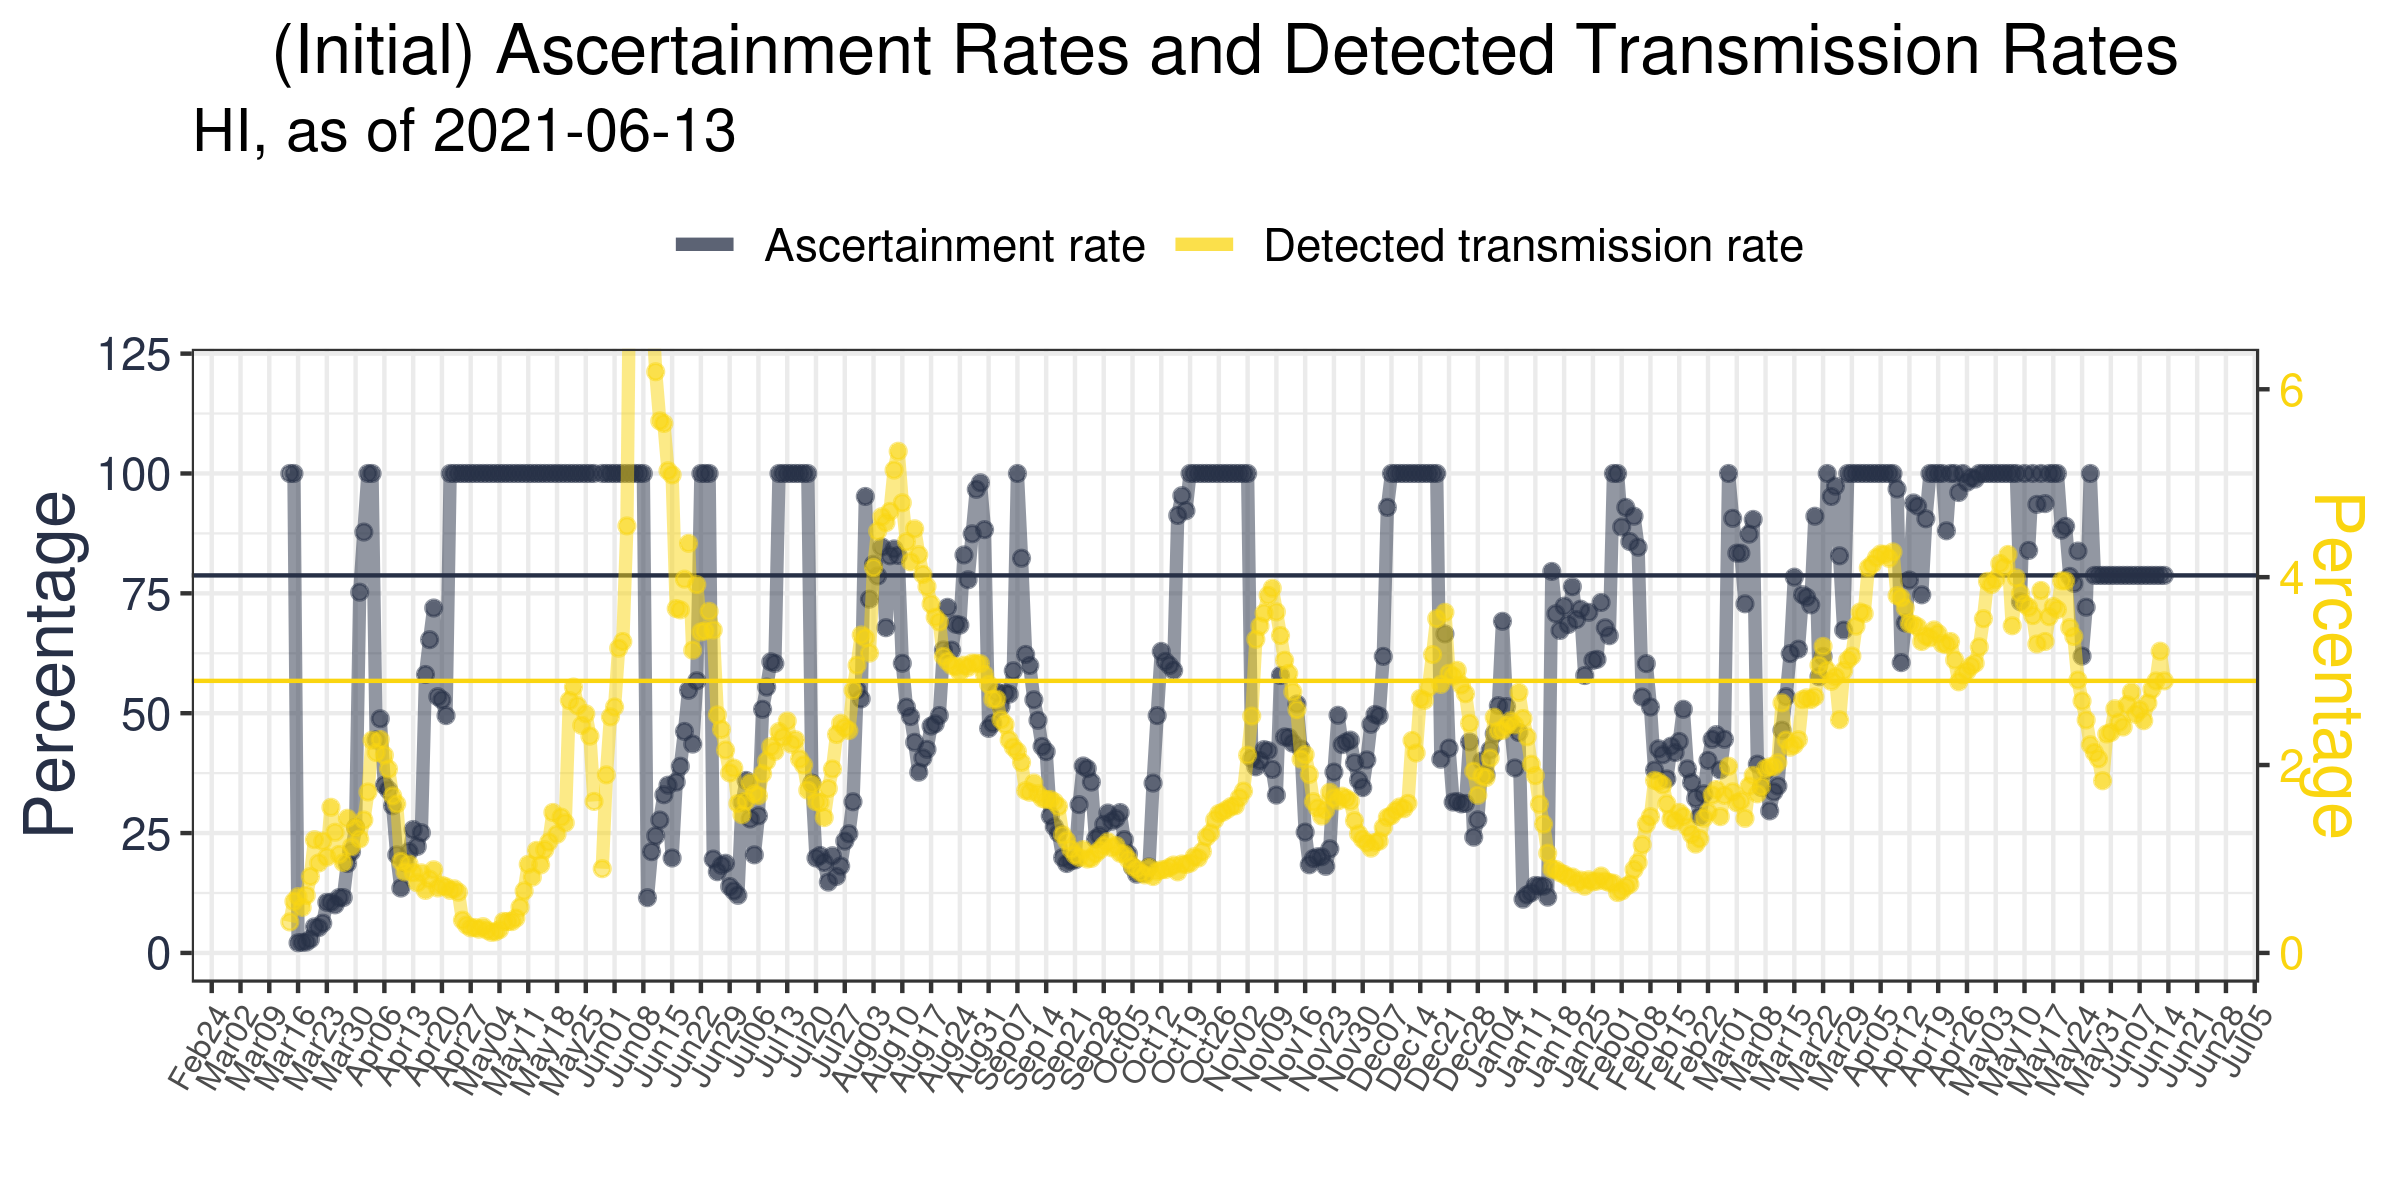 (Initial) Ascertainment Rates and Detected Transmission Rates
HI, as of 2021-06-13
Ascertainment rate
Detected transmission rate
Percentage
125
100
75
50
25
0
6
4
2
0
Percentage
Feb24
Mar02
Mar09
Mar16
Mar23
Mar30
Apr06
Apr13
Apr20
Apr27
May04
May11
May18
May25
Jun01
Jun08
Jun15
Jun22
Jun29
Jul06
Jul13
Jul20
Jul27
Aug03
Aug10
Aug17
Aug24
Aug31
Sep07
Sep14
Sep21
Sep28
Oct05
Oct12
Oct19
Oct26
Nov02
Nov09
Nov16
Nov23
Nov30
Dec07
Dec14
Dec21
Dec28
Jan04
Jan11
Jan18
Jan25
Feb01
Feb08
Feb15
Feb22
Mar01
Mar08
Mar15
Mar22
Mar29
Apr05
Apr12
Apr19
Apr26
May03
May10
May17
May24
May31
Jun07
Jun14
Jun21
Jun28
Jul05